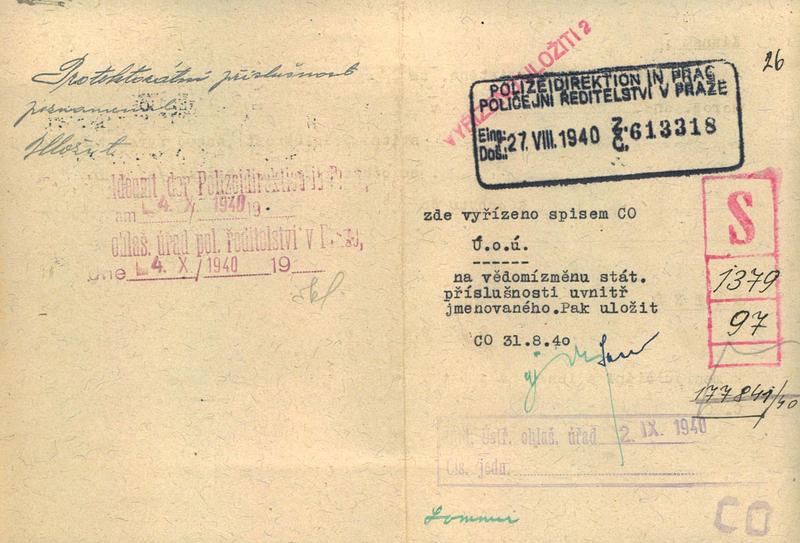 Protektorátní příslušnost
poznamenána
Uložit
Meldeamt der Polizeidirektion in Prag,
am 4. X. 1940 19
ohlaš. úřad pol. ředitelství v Praze,
Dne 4. X. 1940 19
26
VYŘÍZENO ULOŽITI 2
POLIZEIDIREKTION IN PRAG
POLICEJNÍ ŘEDITELSTVÍ V PRAZE
Eing.:
Doš.: 27. VIII. 1940 Z. Č. 613318
zde vyřízeno spisem CO
Ú.o.ú.
------
na vědomízměnu stát.
příslušnosti uvnitř
jmenovaného.Pak uložit
CO 31.8.40
S
1379
97
177841/40
ústř. ohlaš. úřad 2. IX. 1940
Čís. jedn.
CO